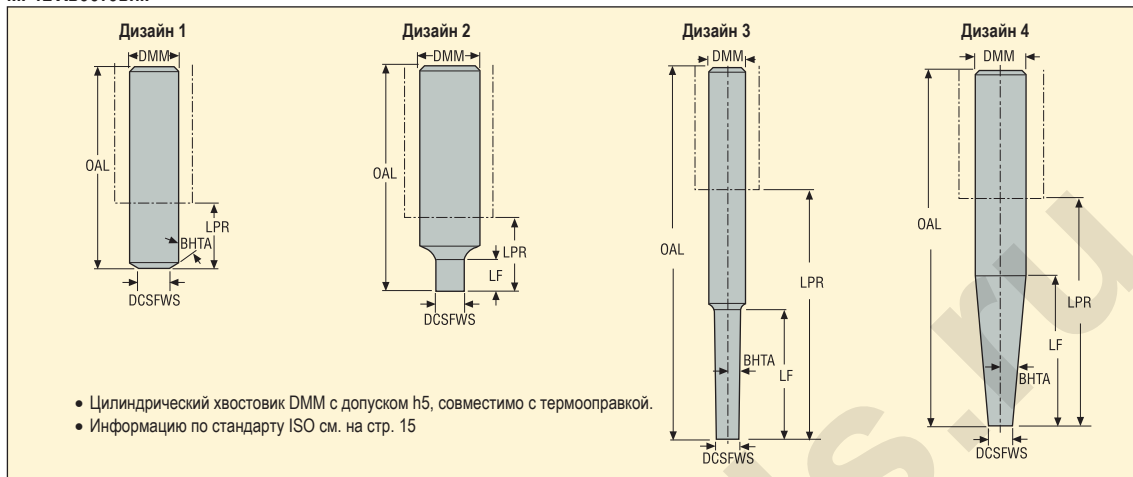 Дизайн 1
Дизайн 2
Дизайн 3
Дизайн 4
DMM
DMM
DMM
DMM
OAL
OAL
OAL
OAL
LPR
BHTA
DCSFWS
LPR
LF
DCSFWS
LPR
BHTA
LF
DCSFWS
LPR
LF
BHTA
DCSFWS
• Цилиндрический хвостовик DMM с допуском h5, совместимо с термооправкой.
• Информацию по стандарту ISO см. на стр. 15